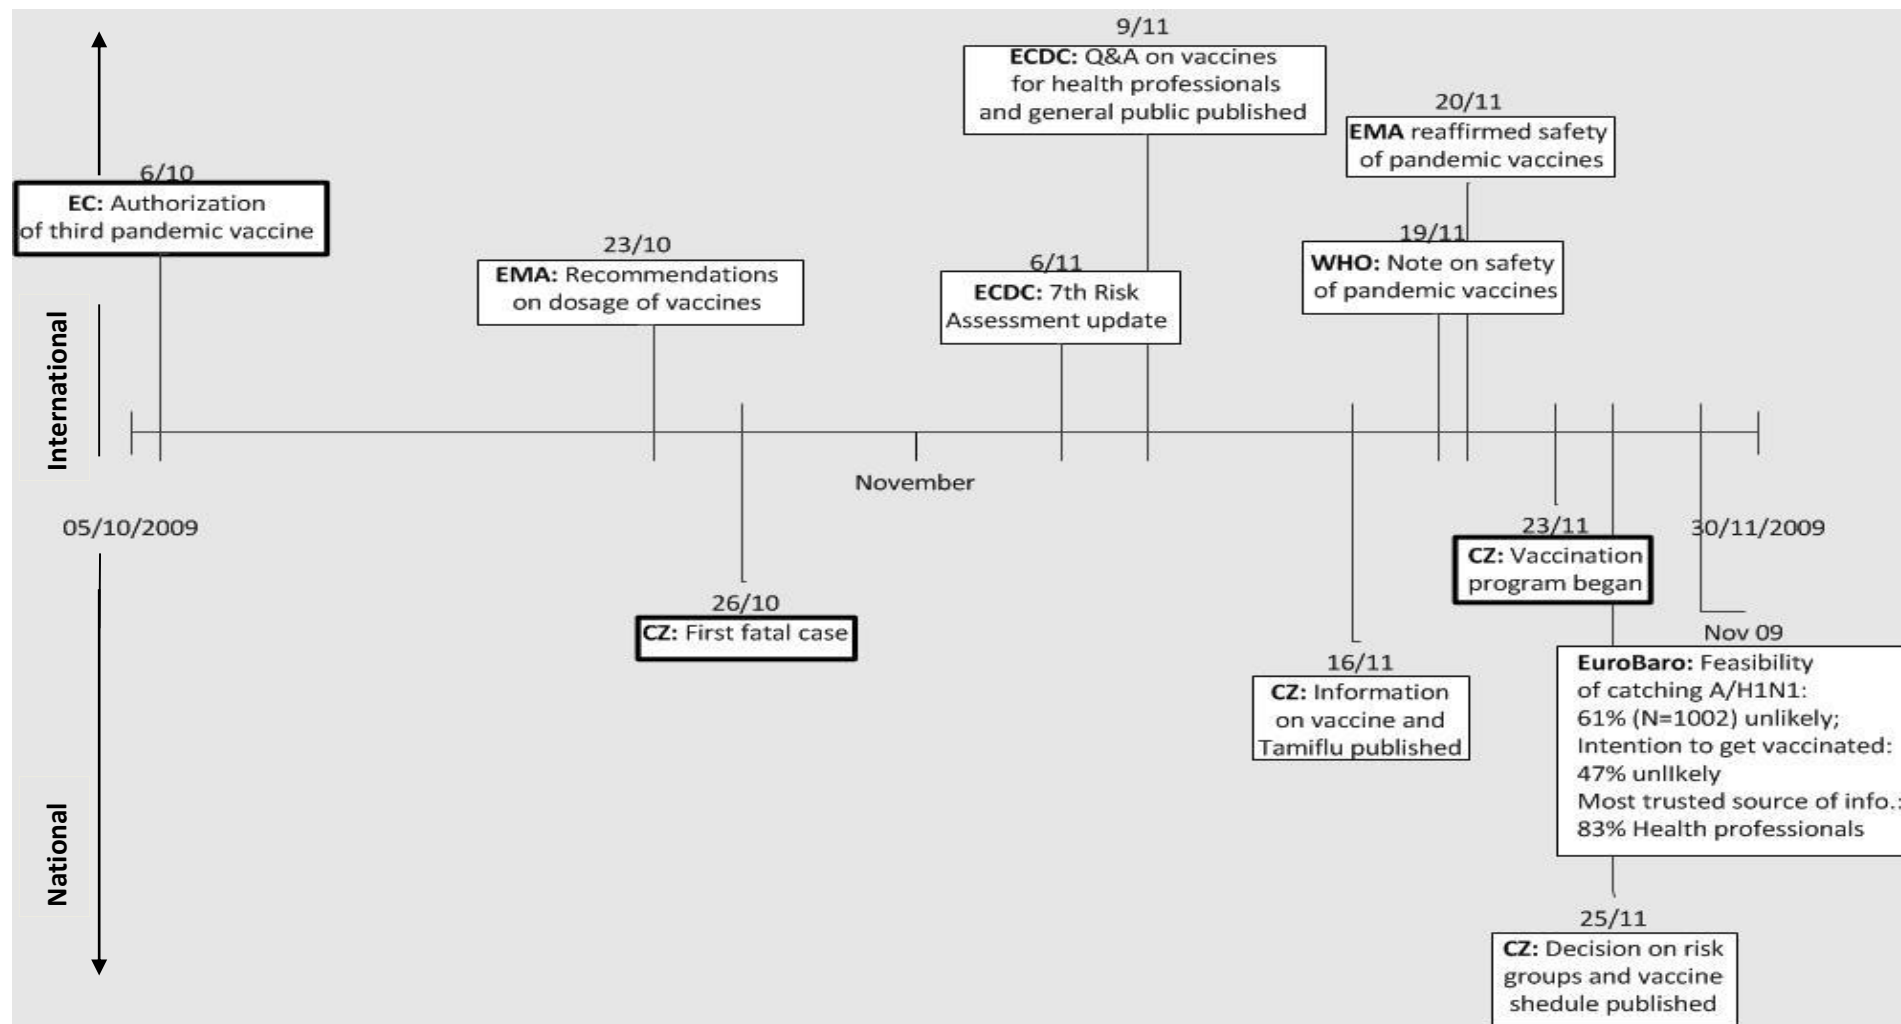 9/11
ECDC: Q&A on vaccines
for health professionals
and general public published
20/11
EMA reaffirmed safety
of pandemic vaccines
6/10
EC: Authorization
of third pandemic vaccine
23/10
EMA: Recommendations
on dosage of vaccines
6/11
ECDC: 7th Risk
Assessment update
19/11
WHO: Note on safety
of pandemic vaccines
International
November
05/10/2009
30/11/2009
23/11
CZ: Vaccination
program began
26/10
CZ: First fatal case
16/11
CZ: Information
on vaccine and
Tamiflu published
Nov 09
EuroBaro: Feasibility
of catching A/H1N1:
61% (N=1002) unlikely;
Intention to get vaccinated:
47% unlIkely
Most trusted source of info.:
83% Health professionals
National
25/11
CZ: Decision on risk
groups and vaccine
shedule published